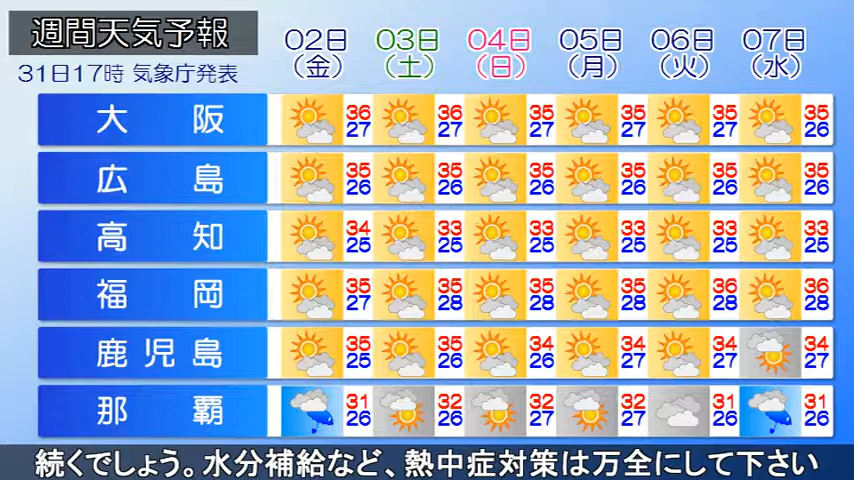 週間天気予報
31日17時 気象庁発表
02日 03日 04日 05日 06日 07日
(金) (土) (日) (月) (火) (水)
大阪 36 27 36 27 35 27 35 27 35 27 35 26
広島 35 26 35 26 35 26 35 26 35 26 35 26
高知 34 25 33 25 33 25 33 25 33 25 33 25
福岡 35 27 35 28 35 28 35 28 36 28 36 28
鹿児島 35 25 35 26 34 26 34 27 34 27 34 27
那覇 31 26 32 26 32 27 32 27 31 26 31 26
続くでしょう。水分補給など、熱中症対策は万全にして下さい